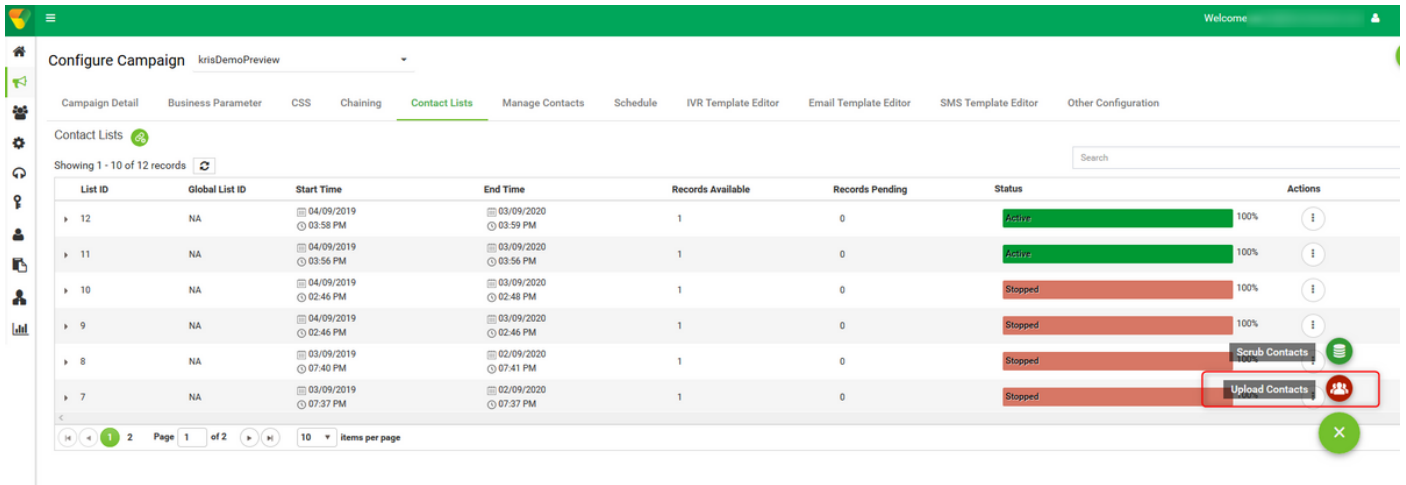 Welcome
Configure Campaign krisDemoPreview
Campaign Detail Business Parameter CSS Chaining Contact Lists Manage Contacts Schedule IVR Template Editor Email Template Editor SMS Template Editor Other Configuration
Contact Lists
Showing 1 - 10 of 12 records Search
List ID Global List ID Start Time End Time Records Available Records Pending Status Actions
12 NA 04/09/2019 03:58 PM 03/09/2020 03:59 PM 1 0 Active 100%
11 NA 04/09/2019 03:56 PM 03/09/2020 03:56 PM 1 0 Active 100%
10 NA 04/09/2019 02:46 PM 03/09/2020 02:48 PM 1 0 Stopped 100%
9 NA 04/09/2019 02:46 PM 03/09/2020 02:46 PM 1 0 Stopped 100%
8 NA 03/09/2019 07:40 PM 02/09/2020 07:41 PM 1 0 Stopped Scrub Contacts
7 NA 03/09/2019 07:37 PM 02/09/2020 07:37 PM 1 0 Stopped Upload Contacts
1 2 Page 1 of 2 10 items per page